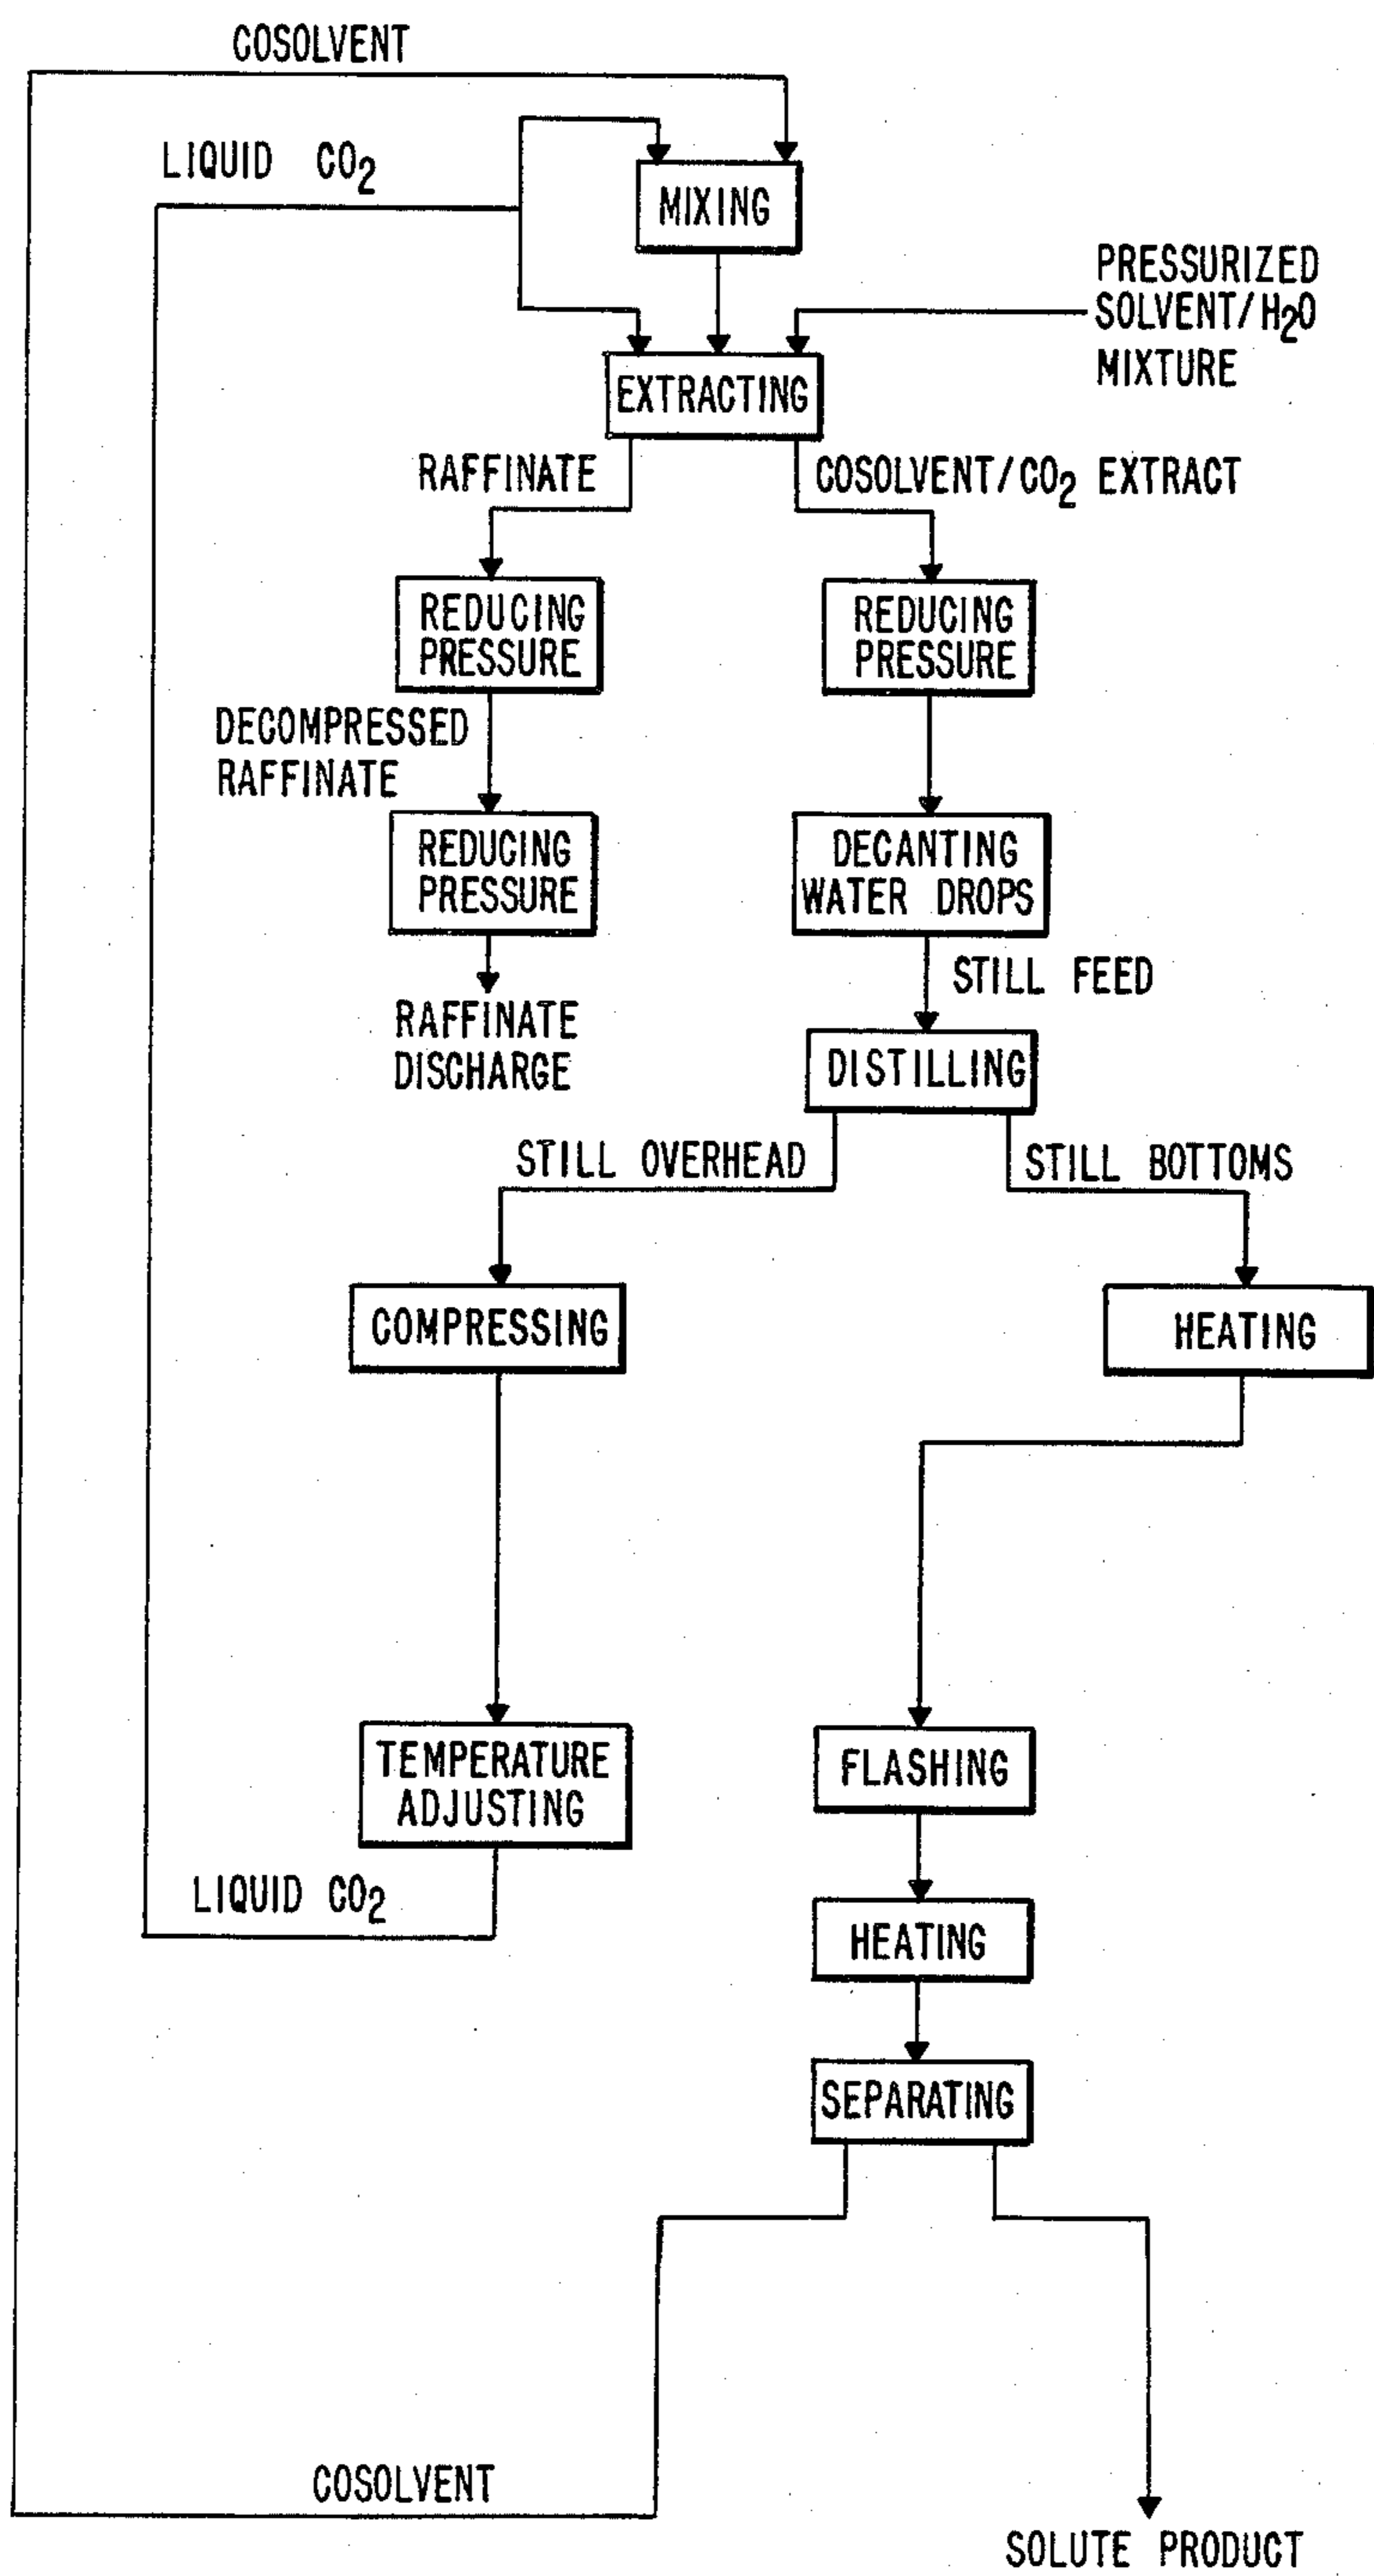 COSOLVENT
LIQUID CO2
MIXING
PRESSURIZED
SOLVENT/H2O
MIXTURE
EXTRACTING
RAFFINATE
COSOLVENT/CO2 EXTRACT
REDUCING
PRESSURE
REDUCING
PRESSURE
DECOMPRESSED
RAFFINATE
REDUCING
PRESSURE
DECANTING
WATER DROPS
STILL FEED
RAFFINATE
DISCHARGE
DISTILLING
STILL OVERHEAD
STILL BOTTOMS
COMPRESSING
HEATING
TEMPERATURE
ADJUSTING
FLASHING
LIQUID CO2
HEATING
SEPARATING
COSOLVENT
SOLUTE PRODUCT